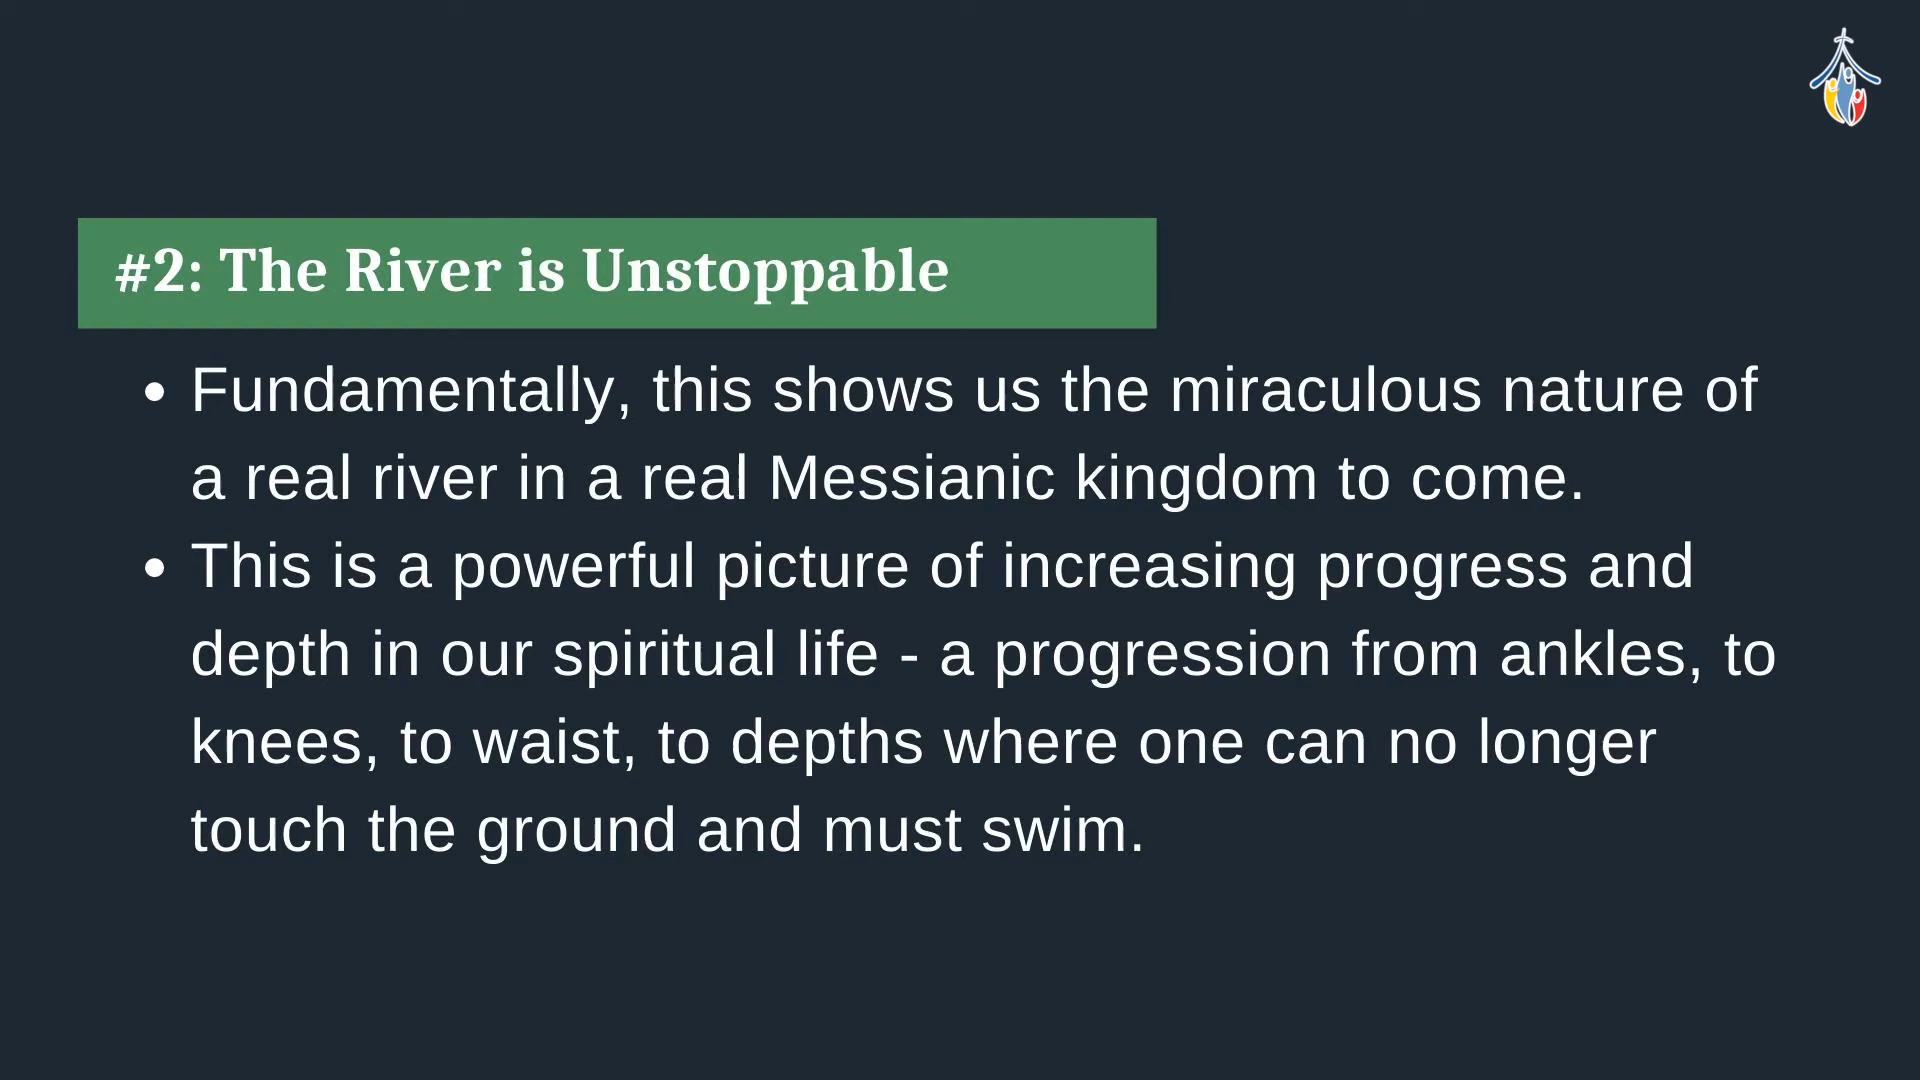 #2: The River is Unstoppable
• Fundamentally, this shows us the miraculous nature of
a real river in a real Messianic kingdom to come.
• This is a powerful picture of increasing progress and
depth in our spiritual life - a progression from ankles, to
knees, to waist, to depths where one can no longer
touch the ground and must swim.